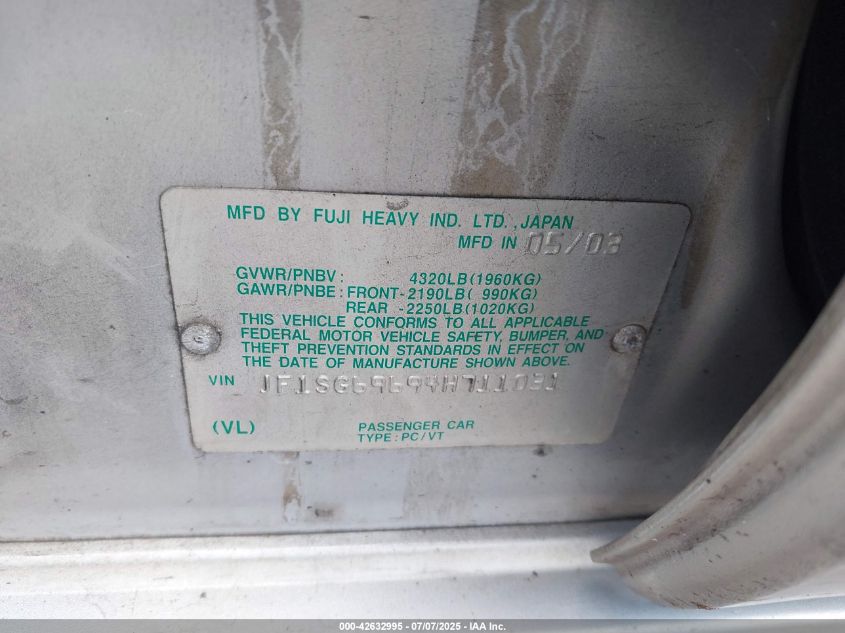 MFD BY FUJI HEAVY IND. LTD., JAPAN
MFD IN 05/03
GVWR/PNBV: 4320LB(1960KG)
GAWR/PNBE: FRONT-2190LB( 990KG)
REAR -2250LB(1020KG)
THIS VEHICLE CONFORMS TO ALL APPLICABLE
FEDERAL MOTOR VEHICLE SAFETY, BUMPER, AND
THEFT PREVENTION STANDARDS IN EFFECT ON
THE DATE OF MANUFACTURE SHOWN ABOVE.
VIN JF1SG69694H711031
(VL) PASSENGER CAR
TYPE: PC/VT
000-42632995 - 07/07/2025 - IAA Inc.